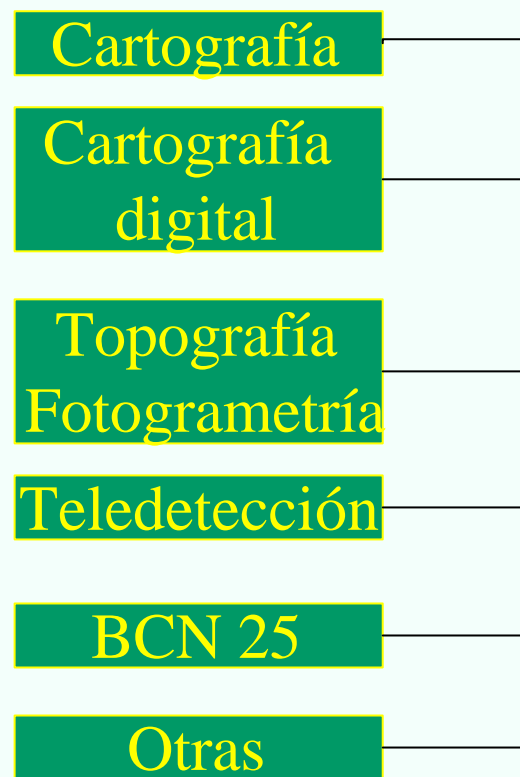 Cartografía
Cartografía
digital
Topografía
Fotogrametría
Teledetección
BCN 25
Otras